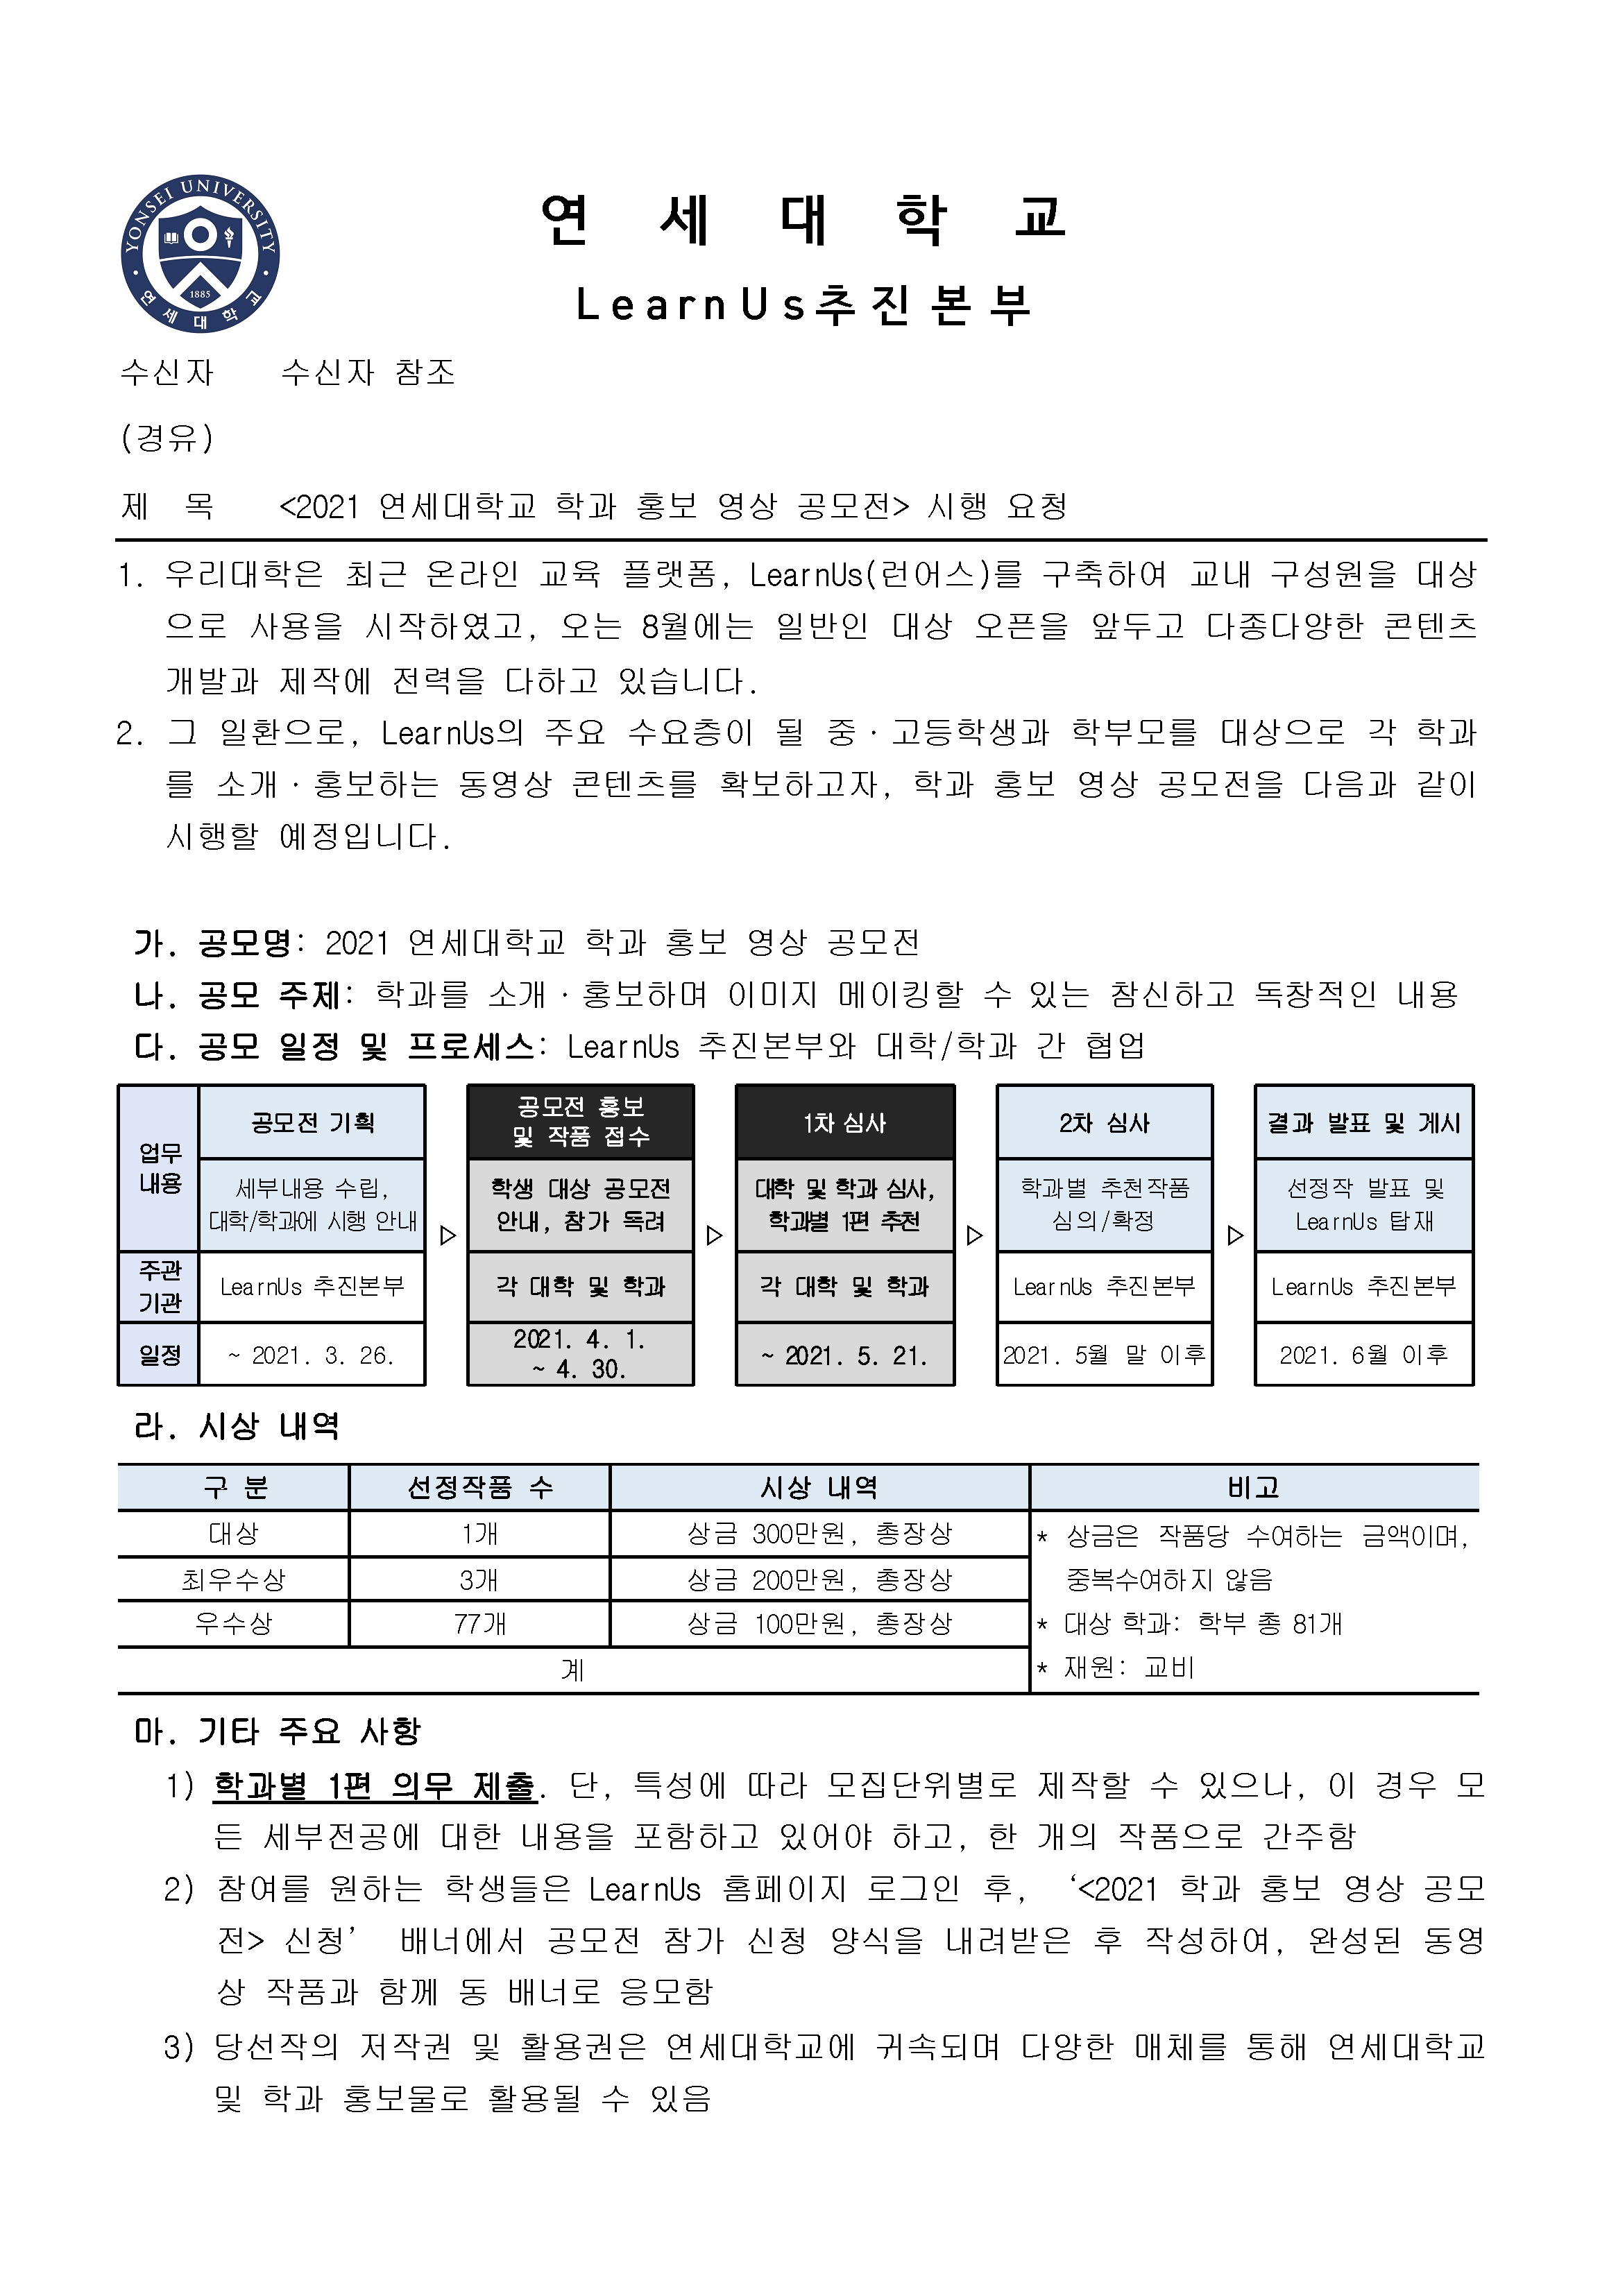 YONSEI UNIVERSITY
1885
연세대학교
연 세 대 학 교
LearnUs추진본부
수신자 수신자 참조
(경유)
제 목 <2021 연세대학교 학과 홍보 영상 공모전> 시행 요청
1. 우리대학은 최근 온라인 교육 플랫폼, LearnUs(런어스)를 구축하여 교내 구성원을 대상
으로 사용을 시작하였고, 오는 8월에는 일반인 대상 오픈을 앞두고 다종다양한 콘텐츠
개발과 제작에 전력을 다하고 있습니다.
2. 그 일환으로, LearnUs의 주요 수요층이 될 중·고등학생과 학부모를 대상으로 각 학과
를 소개·홍보하는 동영상 콘텐츠를 확보하고자, 학과 홍보 영상 공모전을 다음과 같이
시행할 예정입니다.
가. 공모명: 2021 연세대학교 학과 홍보 영상 공모전
나. 공모 주제: 학과를 소개·홍보하며 이미지 메이킹할 수 있는 참신하고 독창적인 내용
다. 공모 일정 및 프로세스: LearnUs 추진본부와 대학/학과 간 협업
업무
내용
공모전 기획
세부내용 수립,
대학/학과에 시행 안내
주관
기관
LearnUs 추진본부
일정
~ 2021. 3. 26.
▷
공모전 홍보
및 작품 접수
학생 대상 공모전
안내, 참가 독려
각 대학 및 학과
2021. 4. 1.
~ 4. 30.
▷
1차 심사
대학 및 학과 심사,
학과별 1편 추천
각 대학 및 학과
~ 2021. 5. 21.
▷
2차 심사
학과별 추천작품
심의/확정
LearnUs 추진본부
2021. 5월 말 이후
▷
결과 발표 및 게시
선정작 발표 및
LearnUs 탑재
LearnUs 추진본부
2021. 6월 이후
라. 시상 내역
구 분 선정작품 수 시상 내역 비고
대상 1개 상금 300만원, 총장상
최우수상 3개 상금 200만원, 총장상
우수상 77개 상금 100만원, 총장상
계
* 상금은 작품당 수여하는 금액이며,
중복수여하지 않음
* 대상 학과: 학부 총 81개
* 재원: 교비
마. 기타 주요 사항
1) 학과별 1편 의무 제출. 단, 특성에 따라 모집단위별로 제작할 수 있으나, 이 경우 모
든 세부전공에 대한 내용을 포함하고 있어야 하고, 한 개의 작품으로 간주함
2) 참여를 원하는 학생들은 LearnUs 홈페이지 로그인 후, ‘<2021 학과 홍보 영상 공모
전> 신청’ 배너에서 공모전 참가 신청 양식을 내려받은 후 작성하여, 완성된 동영
상 작품과 함께 동 배너로 응모함
3) 당선작의 저작권 및 활용권은 연세대학교에 귀속되며 다양한 매체를 통해 연세대학교
및 학과 홍보물로 활용될 수 있음